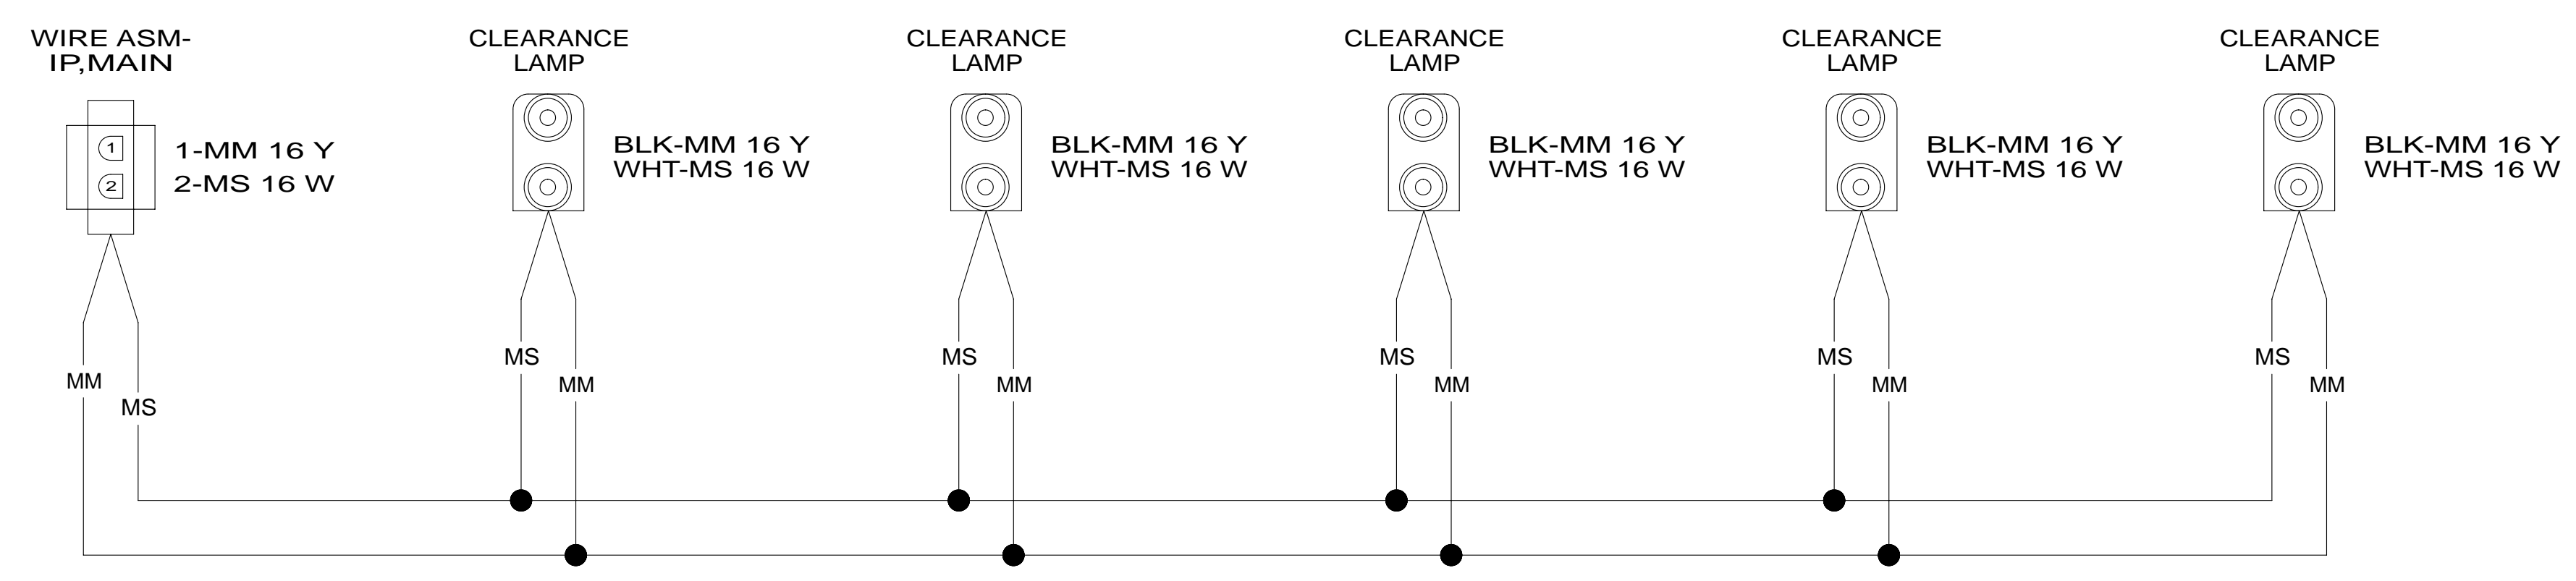 WIRE ASM-
IP,MAIN
1
2
1-MM 16 Y
2-MS 16 W
MM
MS
CLEARANCE
LAMP
BLK-MM 16 Y
WHT-MS 16 W
MS
MM
CLEARANCE
LAMP
BLK-MM 16 Y
WHT-MS 16 W
MS
MM
CLEARANCE
LAMP
BLK-MM 16 Y
WHT-MS 16 W
MS
MM
CLEARANCE
LAMP
BLK-MM 16 Y
WHT-MS 16 W
MS
MM
CLEARANCE
LAMP
BLK-MM 16 Y
WHT-MS 16 W
MS
MM